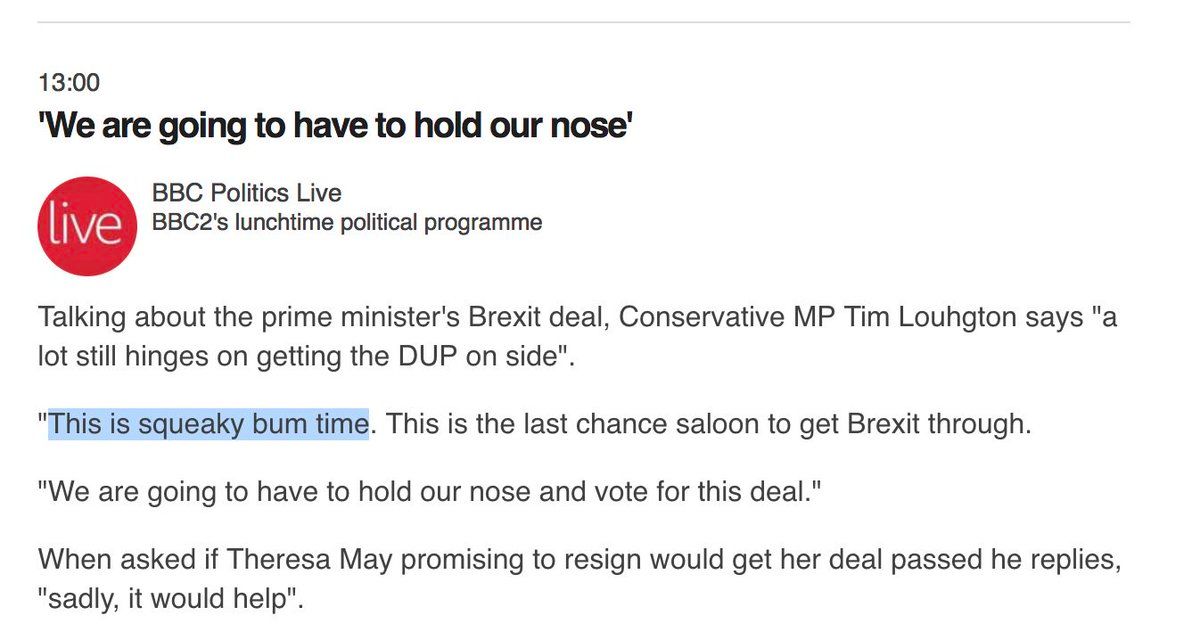 13:00
'We are going to have to hold our nose'
live
BBC Politics Live
BBC2's lunchtime political programme
Talking about the prime minister's Brexit deal, Conservative MP Tim Louhgton says "a
lot still hinges on getting the DUP on side".
"This is squeaky bum time. This is the last chance saloon to get Brexit through.
"We are going to have to hold our nose and vote for this deal."
When asked if Theresa May promising to resign would get her deal passed he replies,
"sadly, it would help".